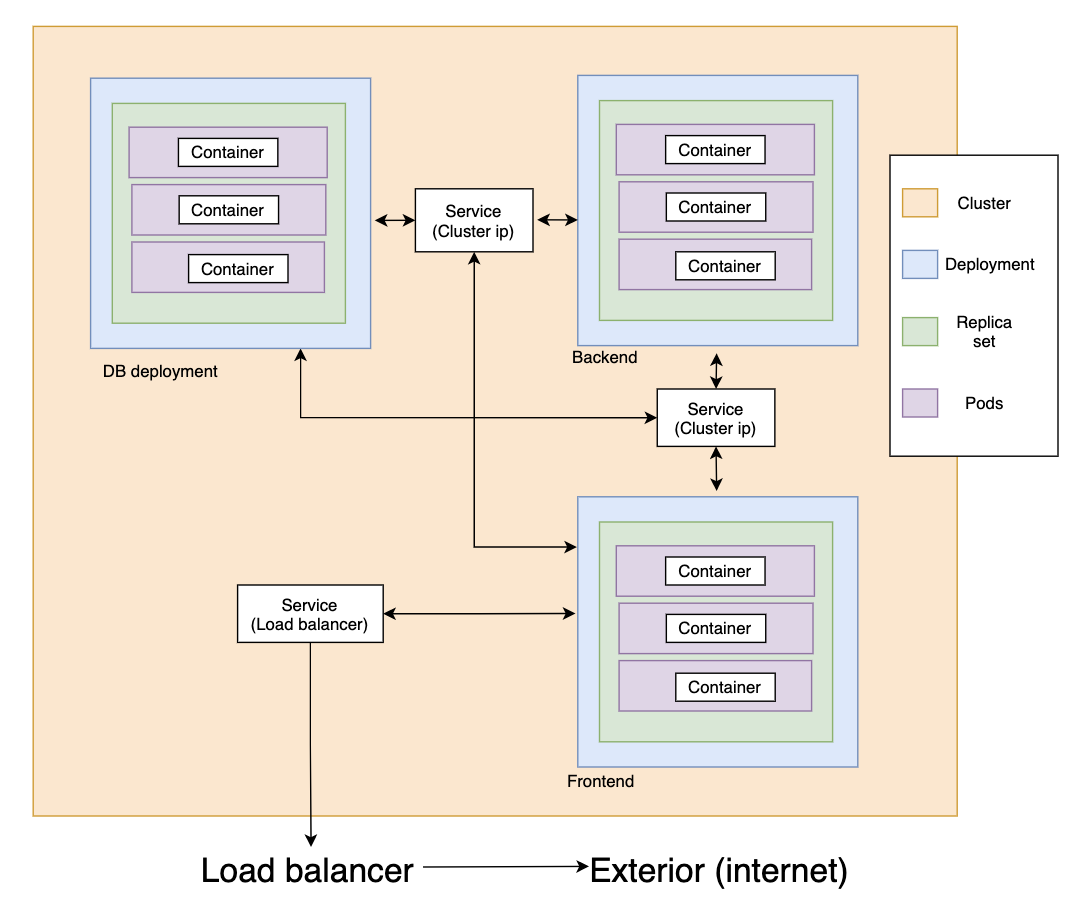 Container
Container
Container
DB deployment
Service
(Cluster ip)
Container
Container
Container
Backend
Cluster
Deployment
Replica
set
Pods
Service
(Cluster ip)
Service
(Load balancer)
Container
Container
Container
Frontend
Load balancer
Exterior (internet)